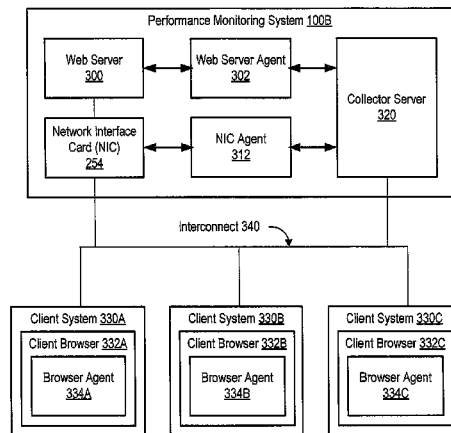 Performance Monitoring System 100B
Web Server
300
Web Server Agent
302
Collector Server
320
Network Interface
Card (NIC)
254
NIC Agent
312
Interconnect 340
Client System 330A
Client Browser 332A
Browser Agent
334A
Client System 330B
Client Browser 332B
Browser Agent
334B
Client System 330C
Client Browser 332C
Browser Agent
334C